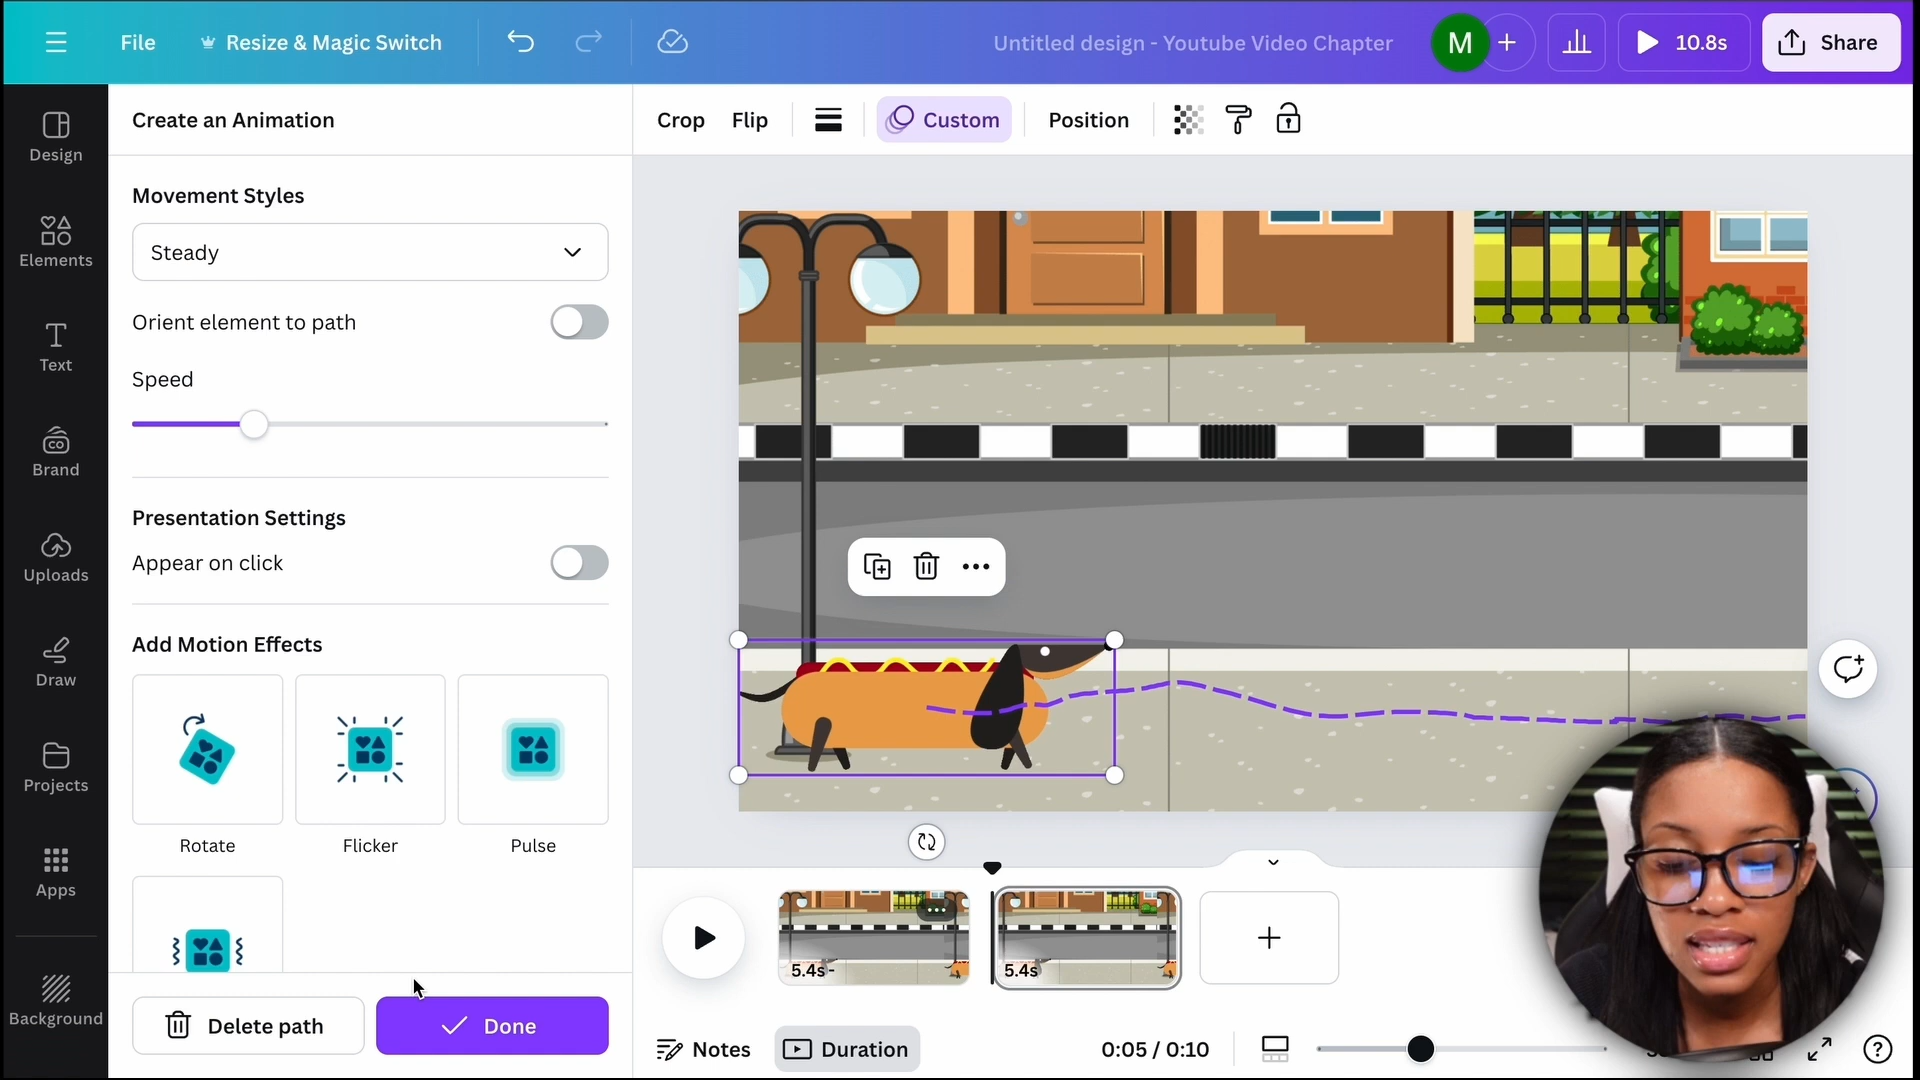 File
Resize & Magic Switch
Untitled design - Youtube Video Chapter
M
10.8s
Share
Design
Elements
Text
Brand
Uploads
Draw
Projects
Apps
Background
Create an Animation
Movement Styles
Steady
Orient element to path
Speed
Presentation Settings
Appear on click
Add Motion Effects
Rotate
Flicker
Pulse
Delete path
Done
Crop
Flip
Custom
Position
5.4s
5.4s
Notes
Duration
0:05 / 0:10